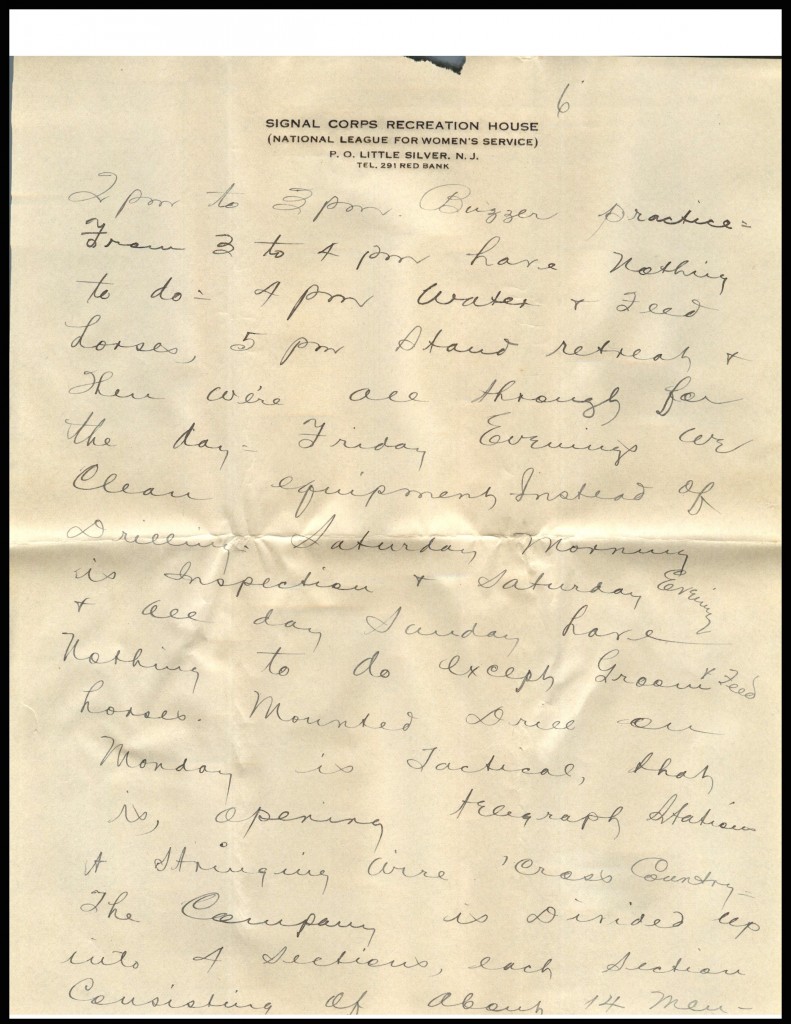 6
SIGNAL CORPS RECREATION HOUSE
(NATIONAL LEAGUE FOR WOMEN'S SERVICE)
P. O. LITTLE SILVER, N. J.
TEL. 291 RED BANK
2 pm to 3 pm. Buzzer practice=
From 3 to 4 pm have Nothing
to do= 4 pm Water + Feed
horses, 5 pm Stand retreat +
Then we're all through for
the day= Friday Evenings We
Clean equipment, Instead of
Drilling. Saturday Morning
is Inspection + Saturday Evening
+ all day Sunday have
Nothing to do except Groom + Feed
horses. Mounted Drill on
Monday is Tactical, that
is, opening telegraph Stations
+ Stringing Wire 'Cross Country=
The Company is Divided up
into 4 Sections, each Section
Consisting of About 14 Men-